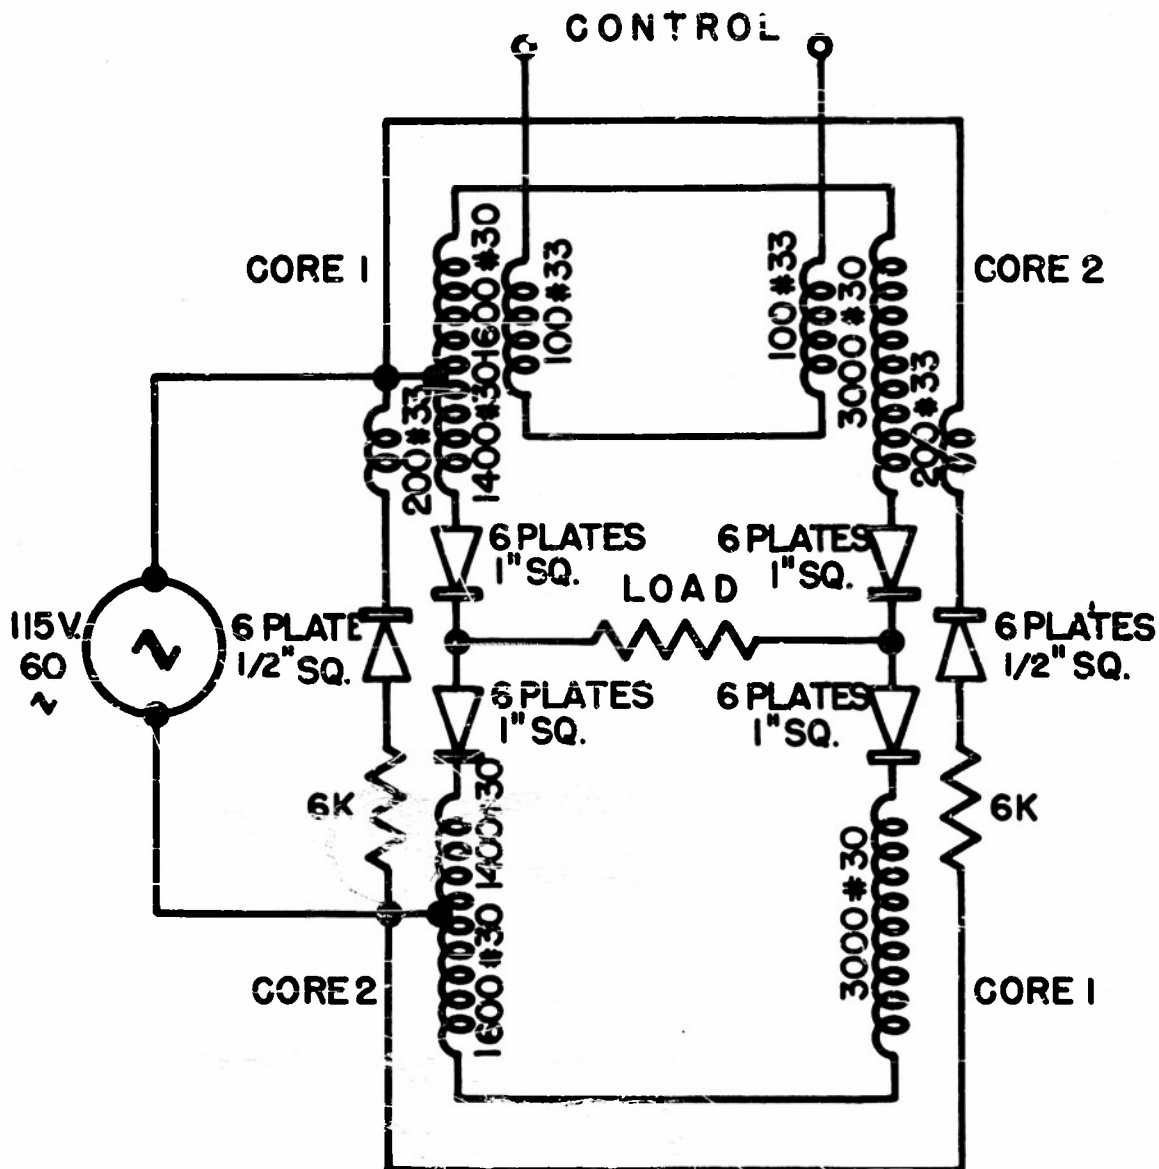 CONTROL
CORE 1
1600#30
100#33
100#33
3000#30
CORE 2
200#33
1400#30
200#33
6 PLATES
1" SQ.
6 PLATES
1" SQ.
LOAD
115V.
60
~
6 PLATE
1/2" SQ.
6 PLATES
1/2" SQ.
6 PLATES
1" SQ.
6 PLATES
1" SQ.
6K
1400#30
6K
3000#30
1600#30
CORE 2
CORE 1